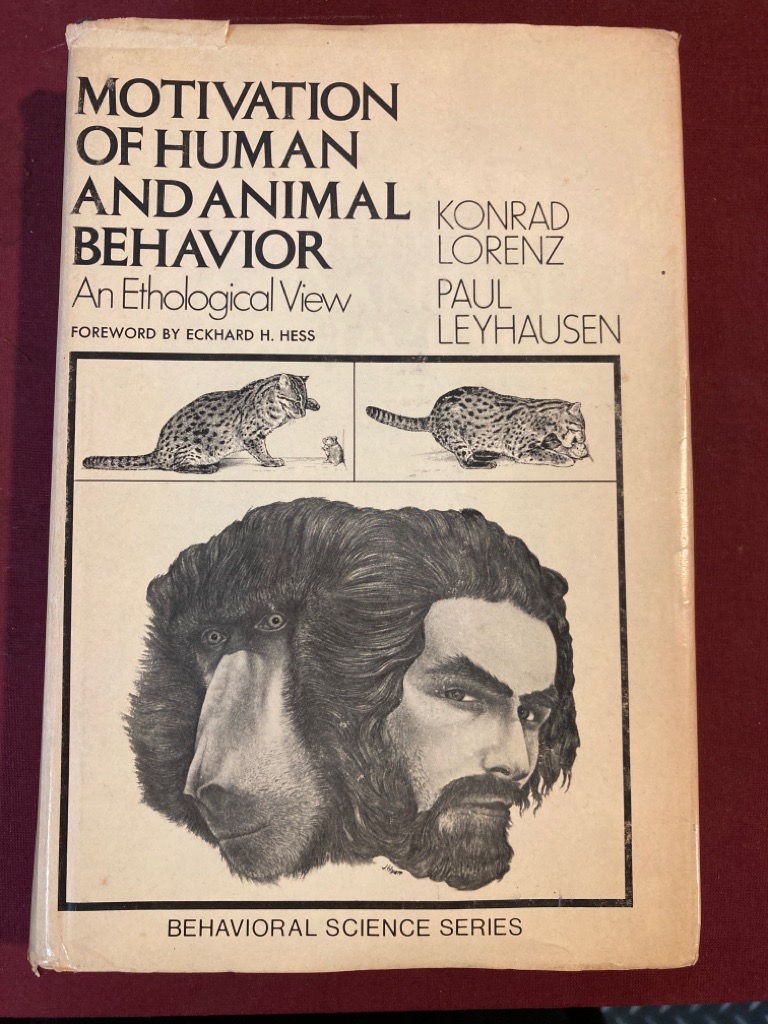 MOTIVATION
OF HUMAN
AND ANIMAL
BEHAVIOR
An Ethological View
FOREWORD BY ECKHARD H. HESS
KONRAD
LORENZ
PAUL
LEYHAUSEN
BEHAVIORAL SCIENCE SERIES